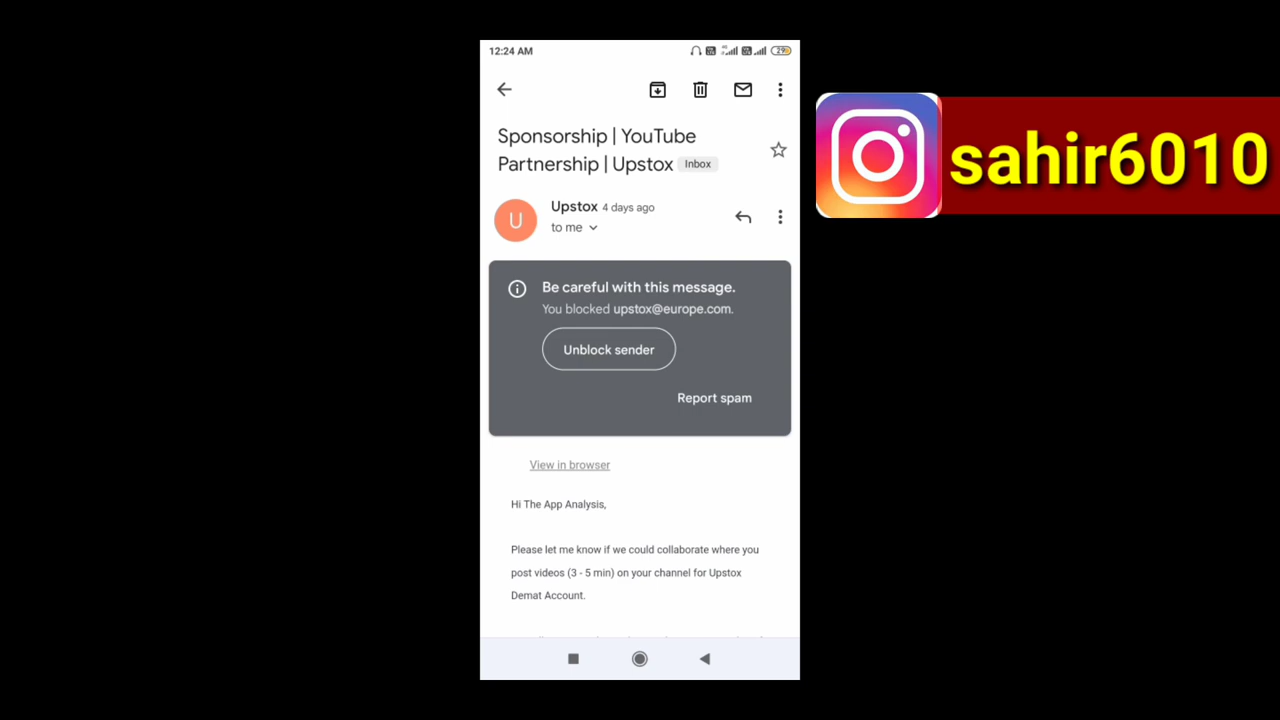 12:24 AM
29
Sponsorship | YouTube
Partnership | Upstox Inbox
U
Upstox 4 days ago
to me
Be careful with this message.
You blocked upstox@europe.com.
Unblock sender
Report spam
View in browser
Hi The App Analysis,
Please let me know if we could collaborate where you
post videos (3 - 5 min) on your channel for Upstox
Demat Account.
sahir6010